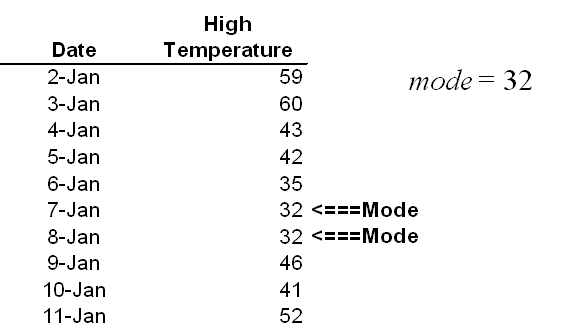 High
Date Temperature
2-Jan 59 mode = 32
3-Jan 60
4-Jan 43
5-Jan 42
6-Jan 35
7-Jan 32 <===Mode
8-Jan 32 <===Mode
9-Jan 46
10-Jan 41
11-Jan 52